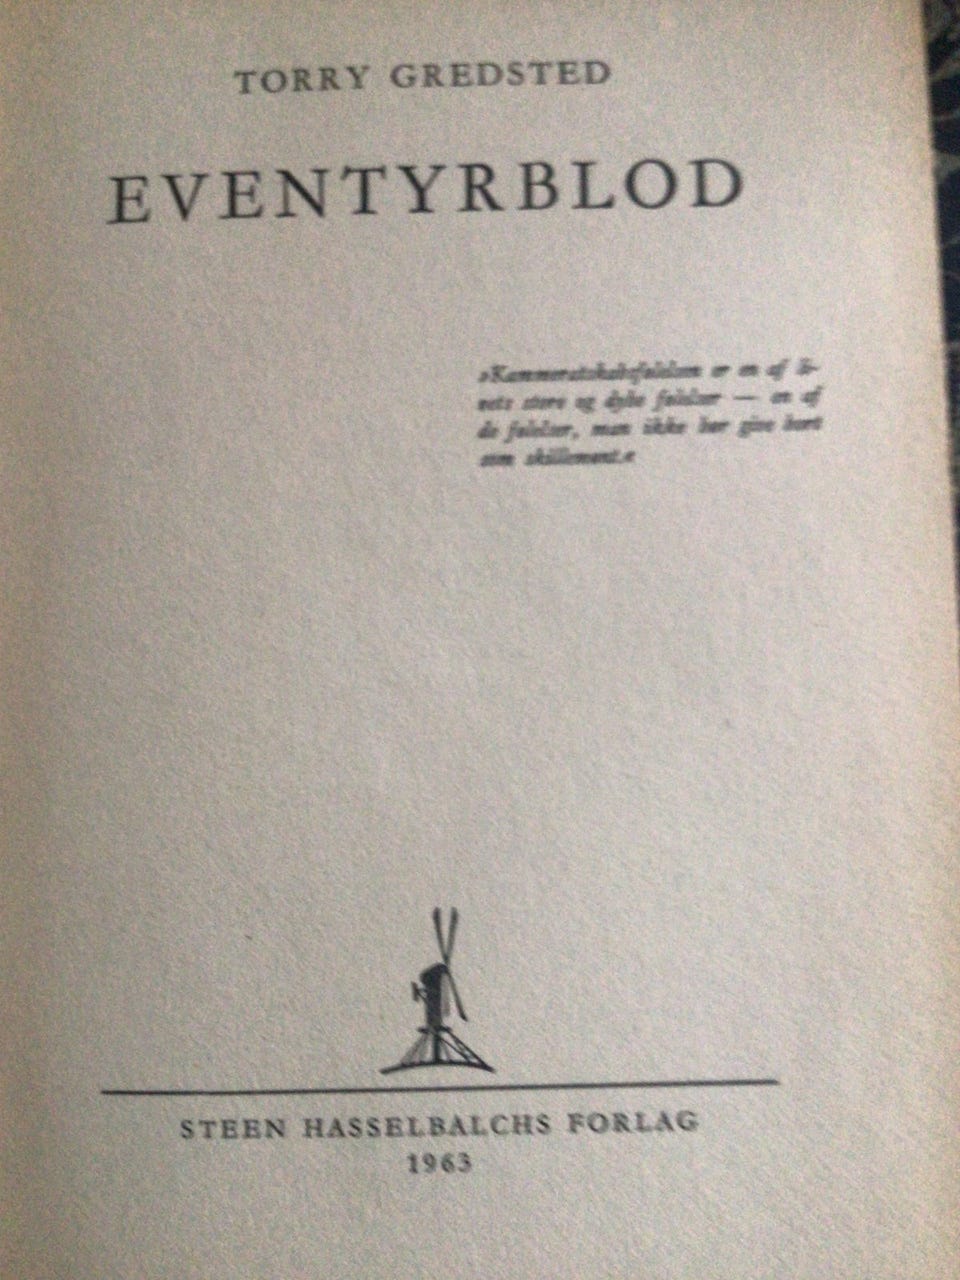 TORRY GREDSTED
EVENTYRBLOD
»Kammeratskabsfølelsen er en af li-
vets store og dybe følelser — en af
de følelser, man ikke bør give bort
som skillemønt.«
STEEN HASSELBALCHS FORLAG
1963